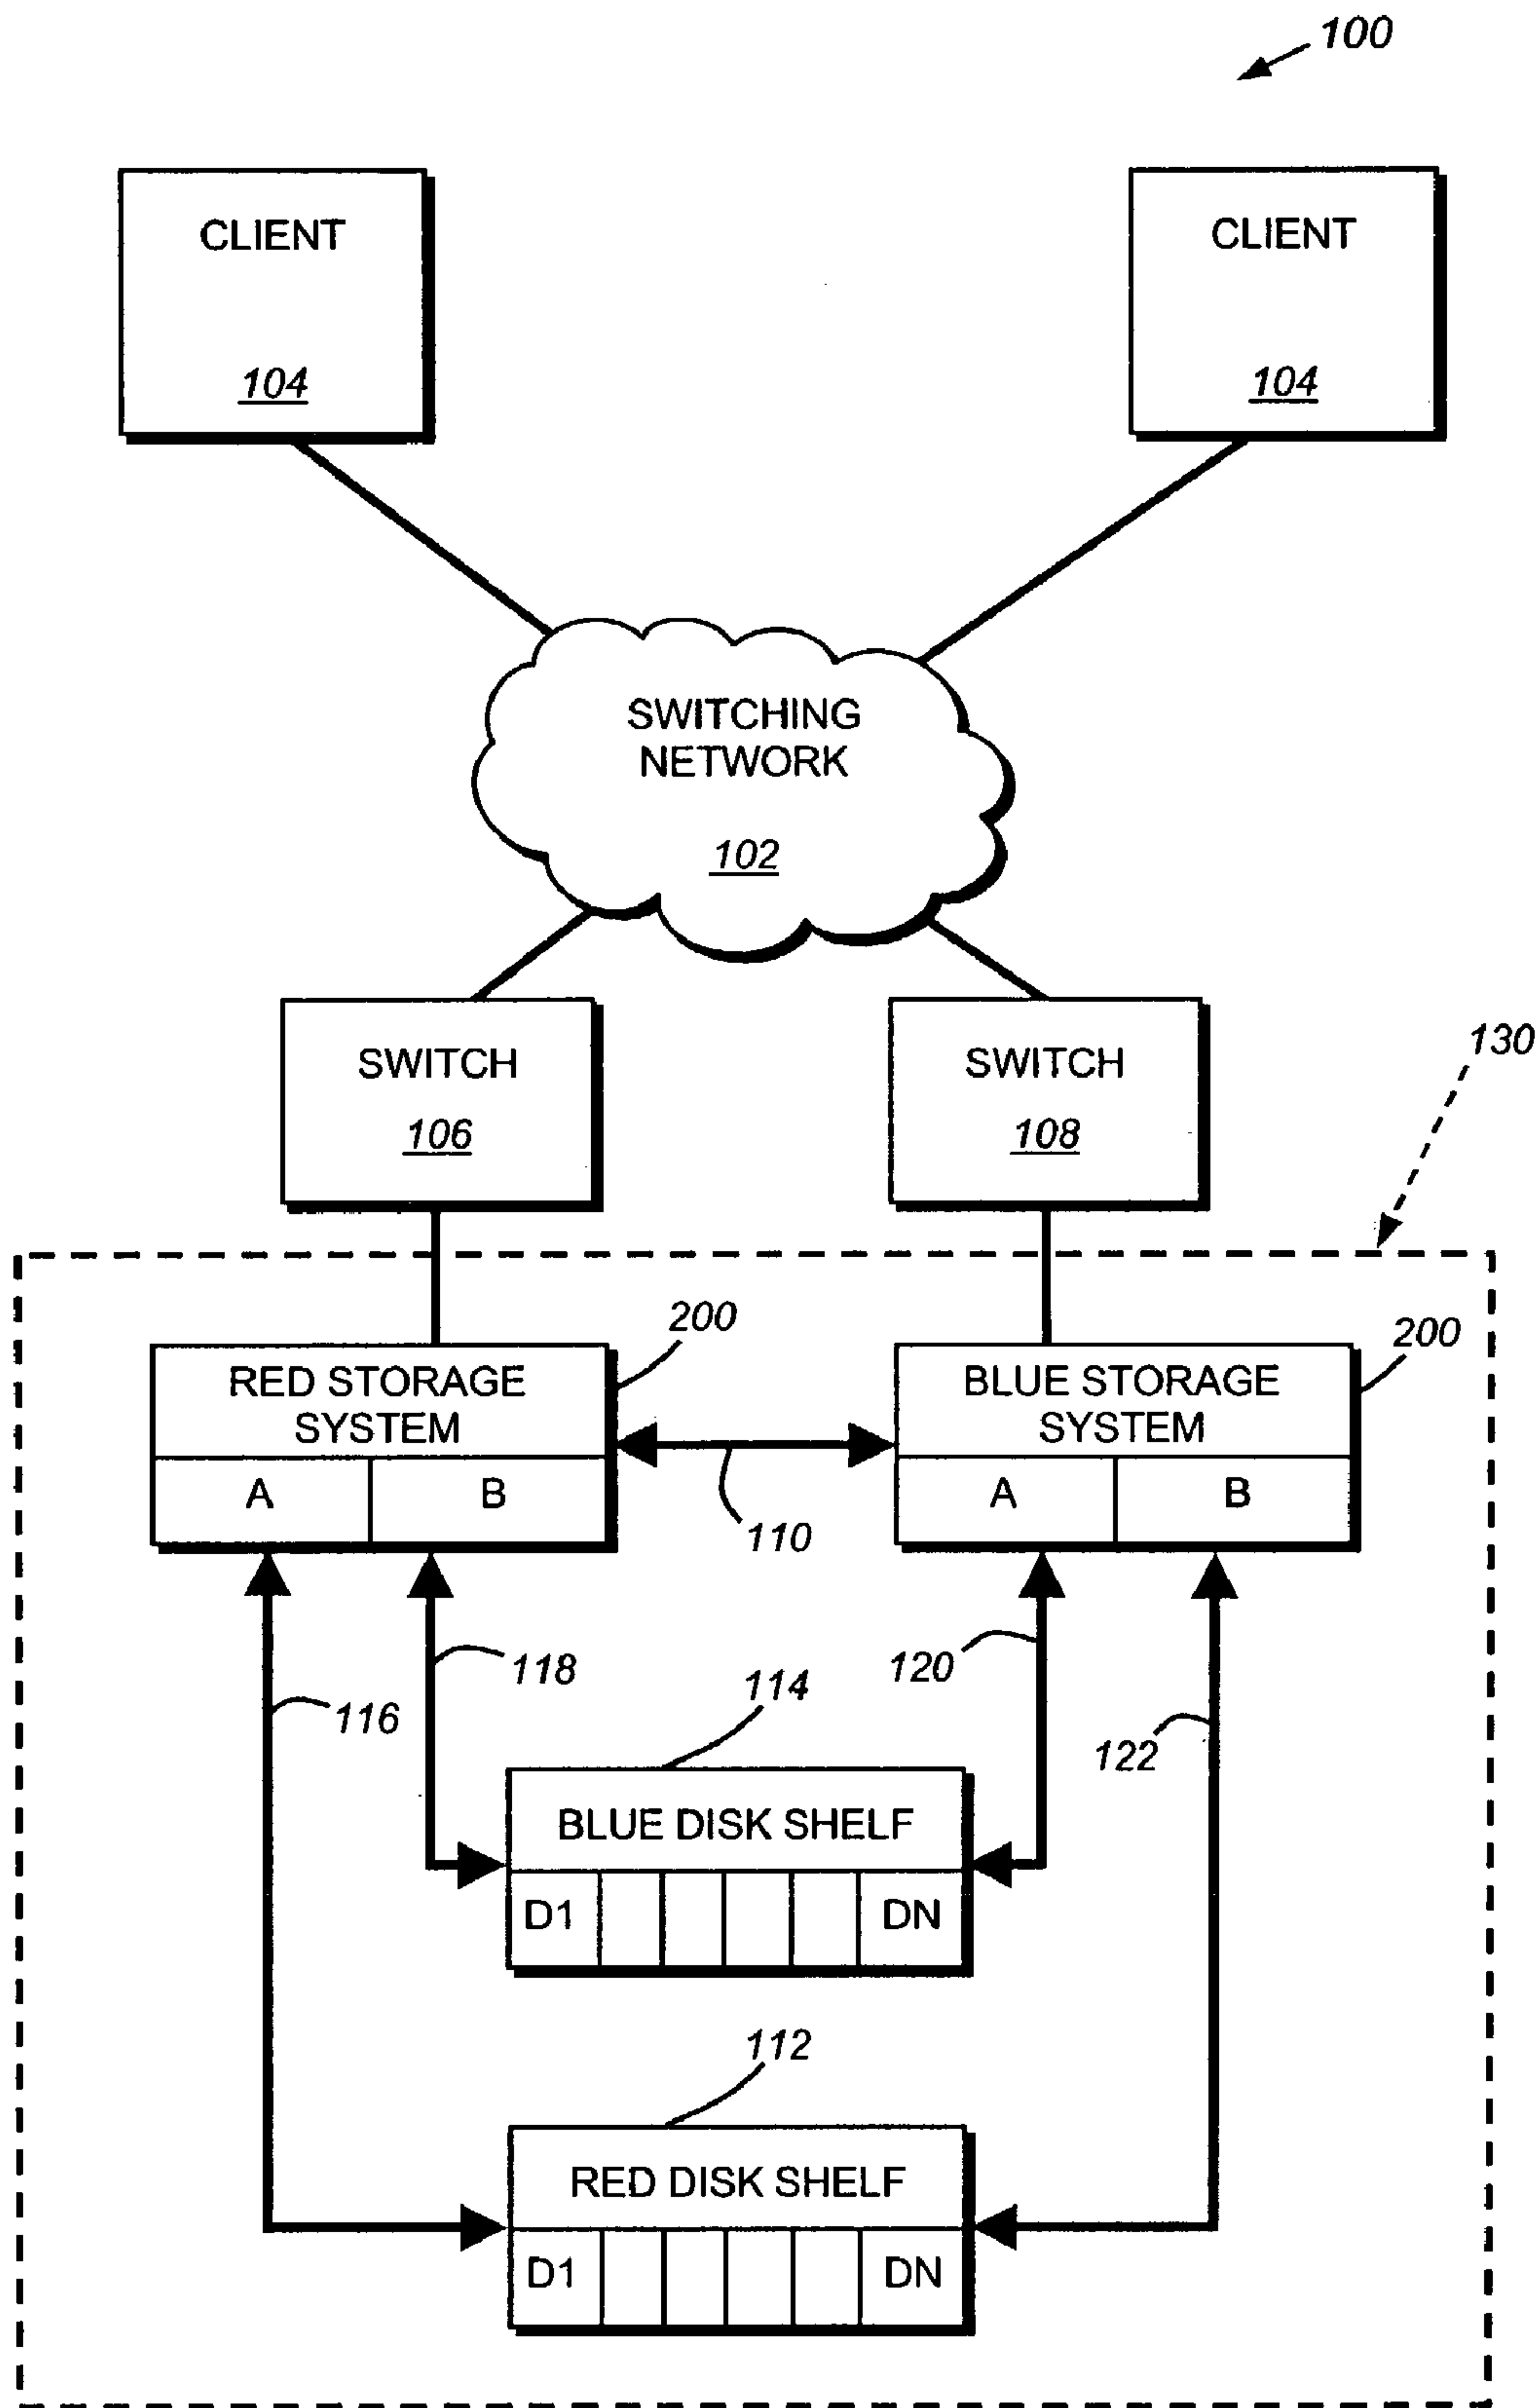 100
CLIENT
104
CLIENT
104
SWITCHING
NETWORK
102
SWITCH
106
SWITCH
108
130
200
RED STORAGE
SYSTEM
A
B
110
200
BLUE STORAGE
SYSTEM
A
B
116
118
120
122
114
BLUE DISK SHELF
D1
DN
112
RED DISK SHELF
D1
DN